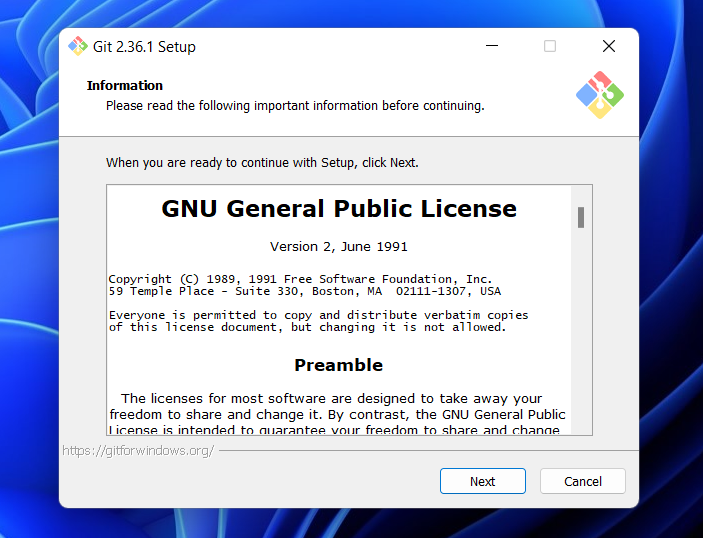 Git 2.36.1 Setup
Information
Please read the following important information before continuing.
When you are ready to continue with Setup, click Next.
GNU General Public License
Version 2, June 1991
Copyright (C) 1989, 1991 Free Software Foundation, Inc.
59 Temple Place - Suite 330, Boston, MA  02111-1307, USA
Everyone is permitted to copy and distribute verbatim copies
of this license document, but changing it is not allowed.
Preamble
The licenses for most software are designed to take away your
freedom to share and change it. By contrast, the GNU General Public
License is intended to guarantee your freedom to share and change
https://gitforwindows.org/
Next
Cancel